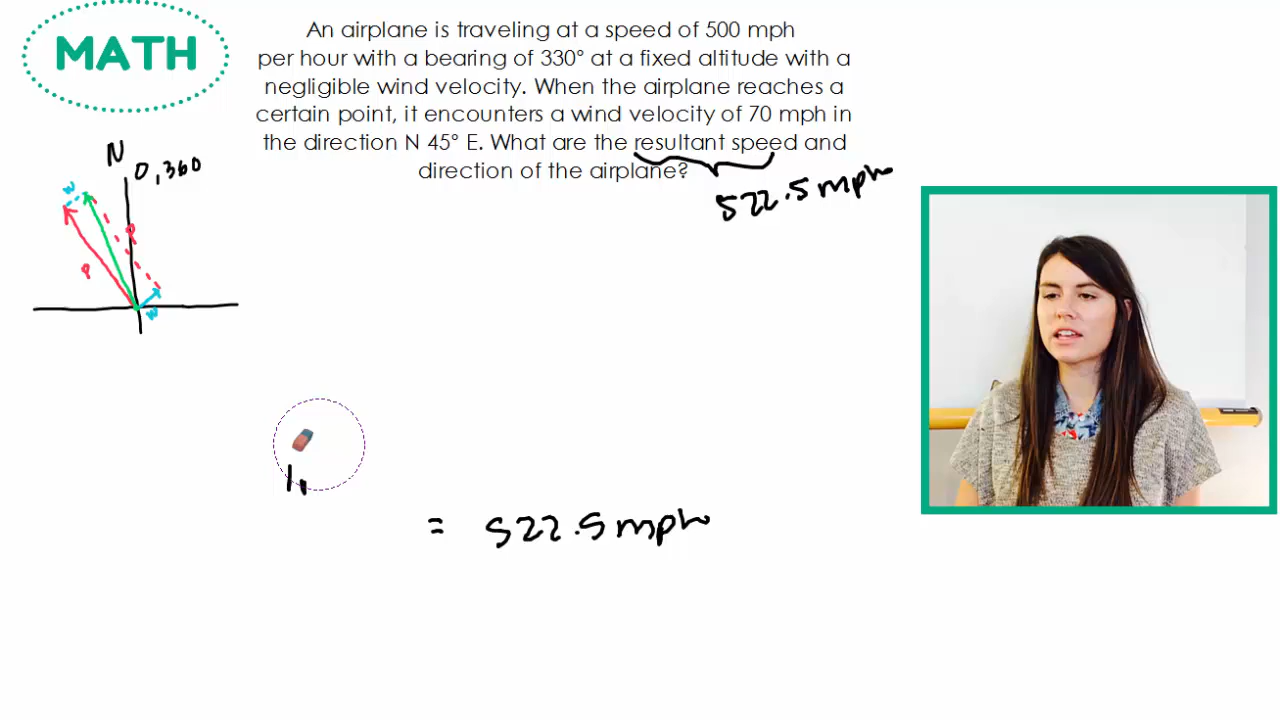 MATH
An airplane is traveling at a speed of 500 mph
per hour with a bearing of 330° at a fixed altitude with a
negligible wind velocity. When the airplane reaches a
certain point, it encounters a wind velocity of 70 mph in
the direction N 45° E. What are the resultant speed and
direction of the airplane?
522.5 mph
N
0,360
w
P
P
w
= 522.5 mph